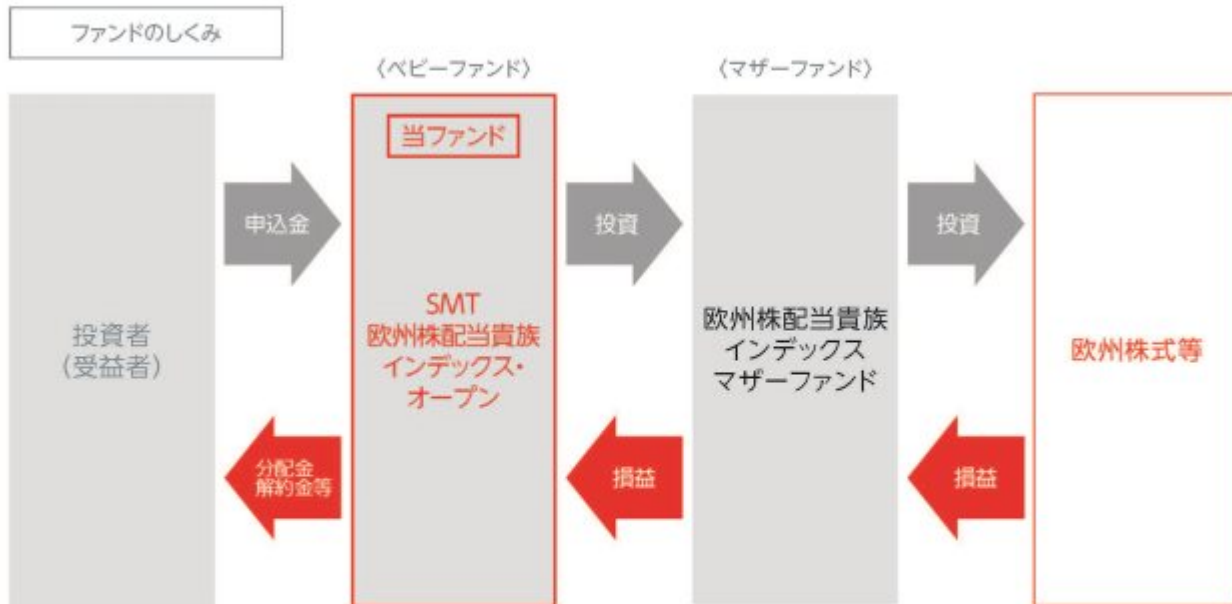 ファンドのしくみ
〈ベビーファンド〉
〈マザーファンド〉
当ファンド
申込金
投資
投資
投資者
(受益者)
SMT
欧州株配当貴族
インデックス・
オープン
欧州株配当貴族
インデックス
マザーファンド
欧州株式等
分配金
解約金等
損益
損益